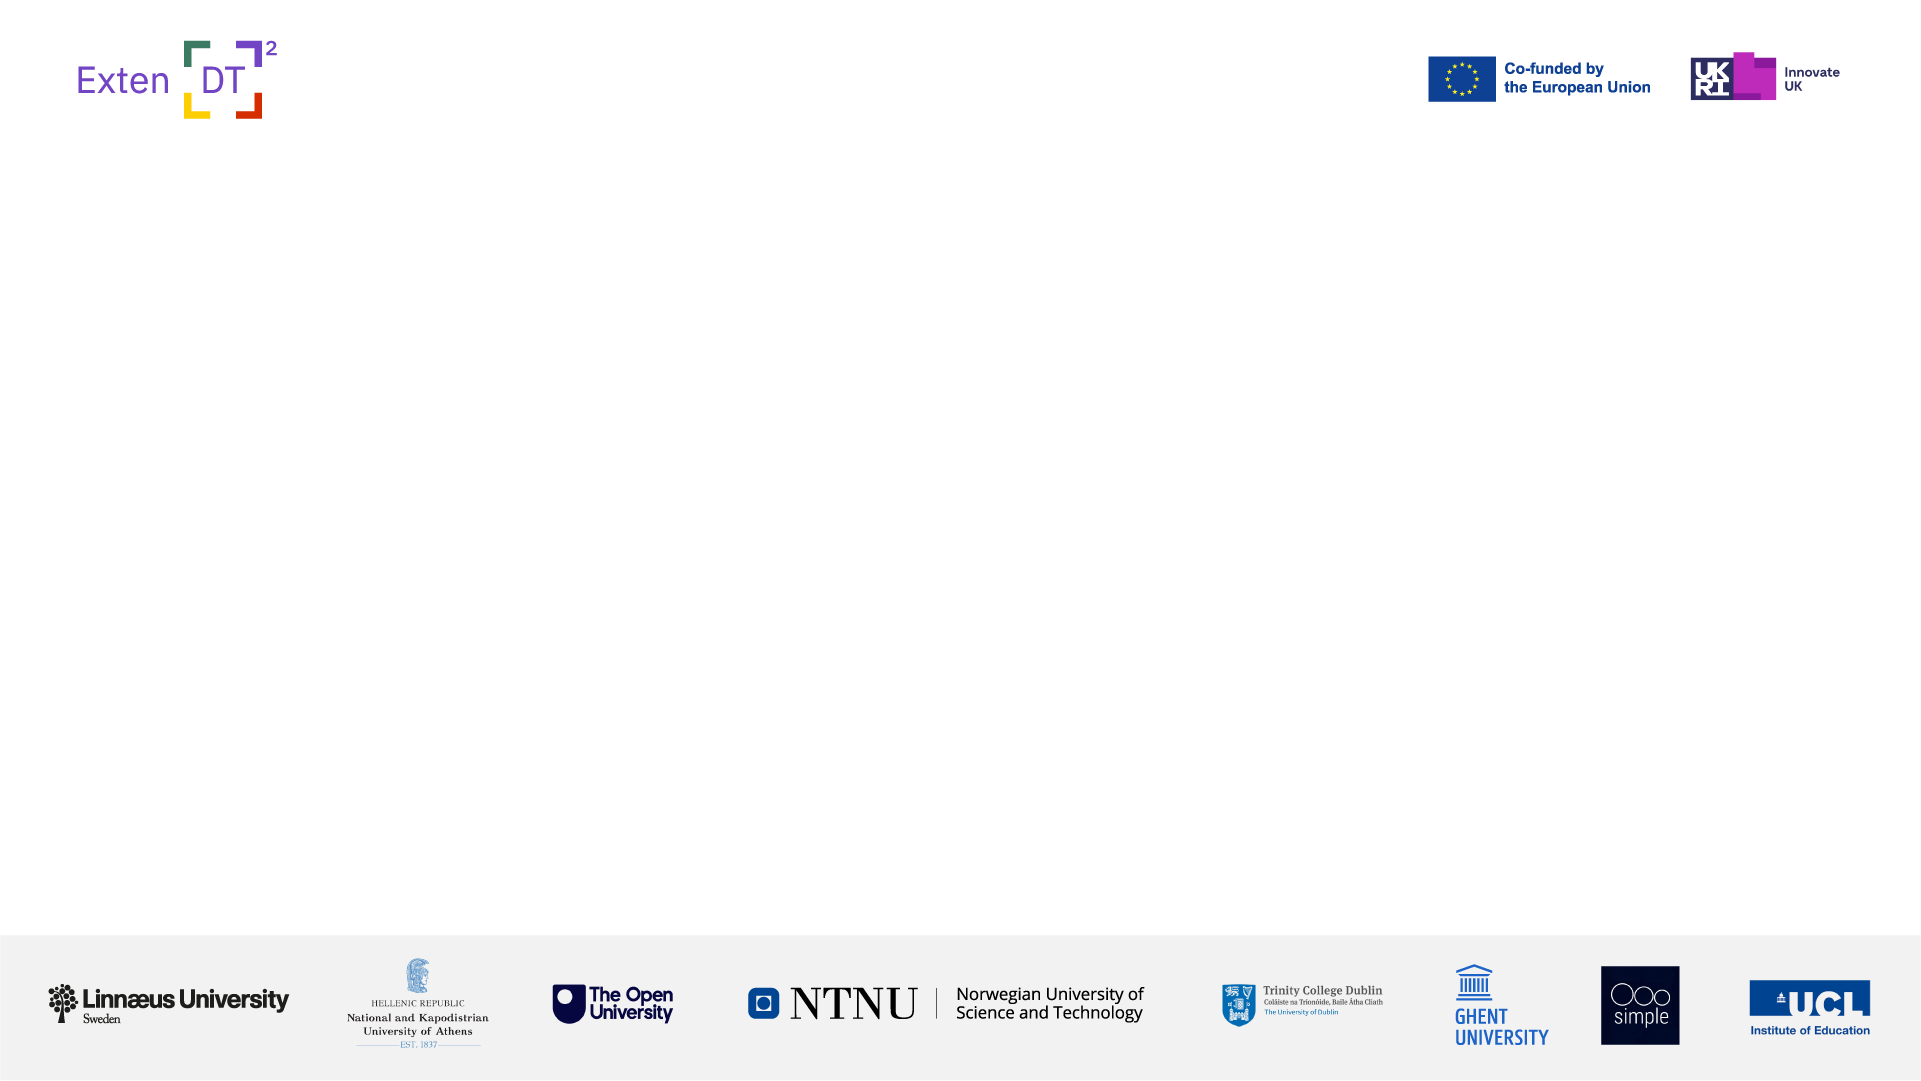 Exten DT 2
Co-funded by
the European Union
UK
RI
Innovate
UK
Linnæus University
Sweden
HELLENIC REPUBLIC
National and Kapodistrian
University of Athens
EST. 1837
The Open
University
NTNU
Norwegian University of
Science and Technology
Trinity College Dublin
Coláiste na Tríonóide, Baile Átha Cliath
The University of Dublin
GHENT
UNIVERSITY
simple
UCL
Institute of Education